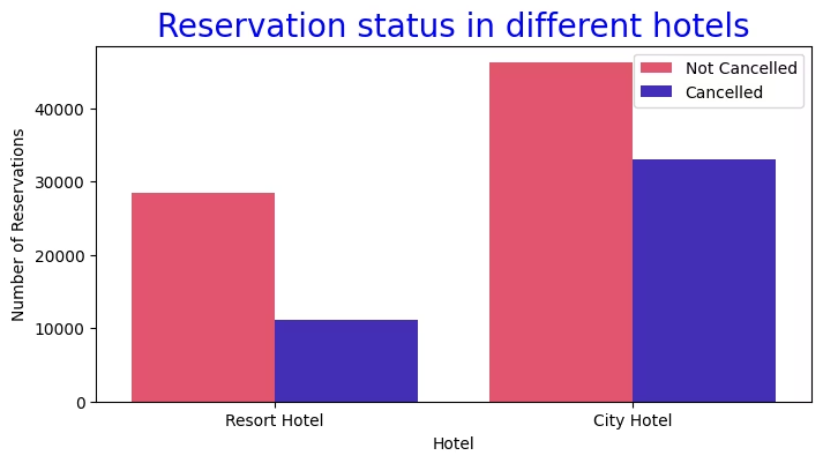 Reservation status in different hotels
Not Cancelled
Cancelled
Number of Reservations
40000
30000
20000
10000
0
Resort Hotel
City Hotel
Hotel